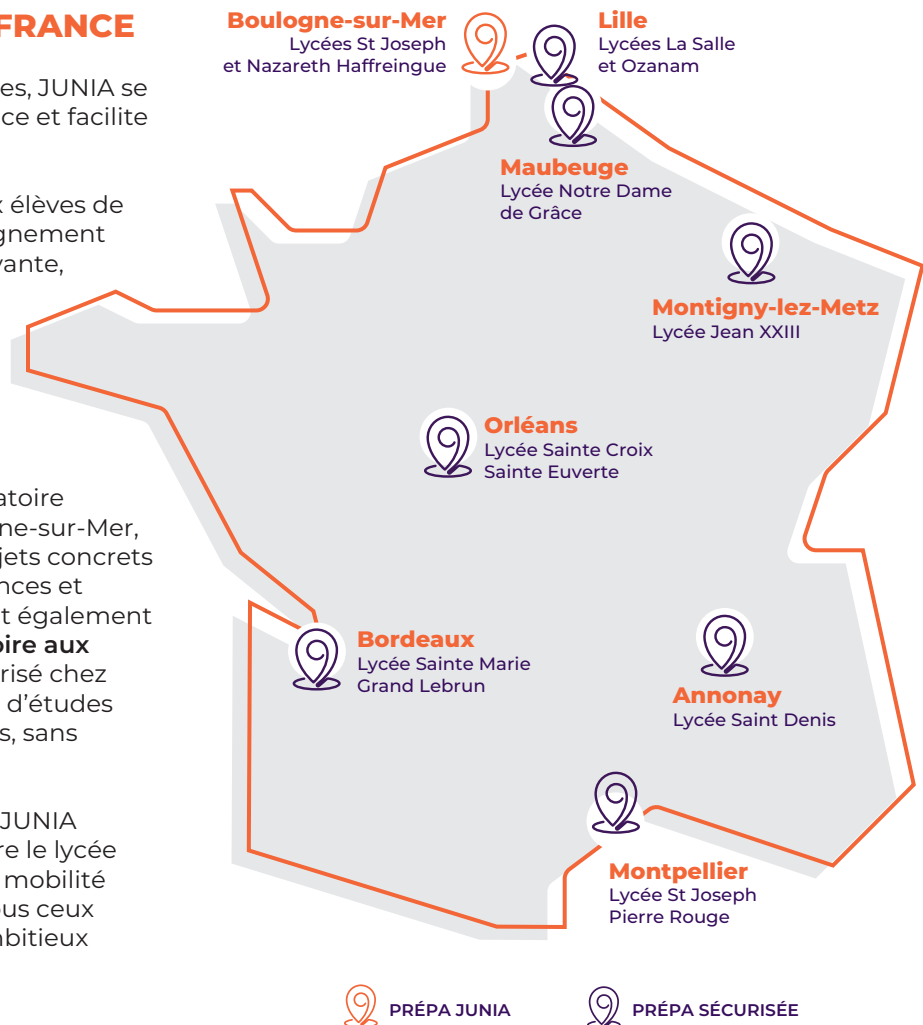 FRANCE
es, JUNIA se
ce et facilite
x élèves de
gnement
vante,
atoire
ne-sur-Mer,
jets concrets
nces et
t également
oire aux
risé chez
d'études
s, sans
JUNIA
re le lycée
mobilité
ous ceux
mbitieux
Boulogne-sur-Mer
Lycées St Joseph
et Nazareth Haffreingue
Lille
Lycées La Salle
et Ozanam
Maubeuge
Lycée Notre Dame
de Grâce
Montigny-lez-Metz
Lycée Jean XXIII
Orléans
Lycée Sainte Croix
Sainte Euverte
Bordeaux
Lycée Sainte Marie
Grand Lebrun
Annonay
Lycée Saint Denis
Montpellier
Lycée St Joseph
Pierre Rouge
PRÉPA JUNIA
PRÉPA SÉCURISÉE